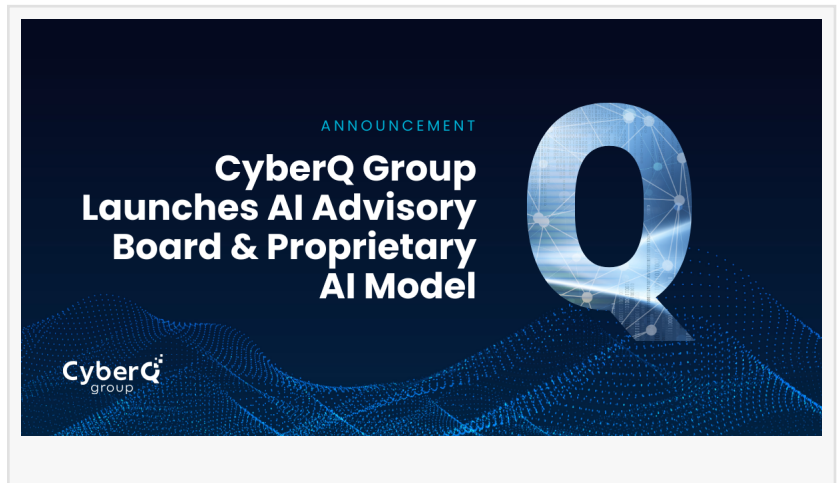 ANNOUNCEMENT
CyberQ Group
Launches AI Advisory
Board & Proprietary
AI Model
Q
CyberQ
group